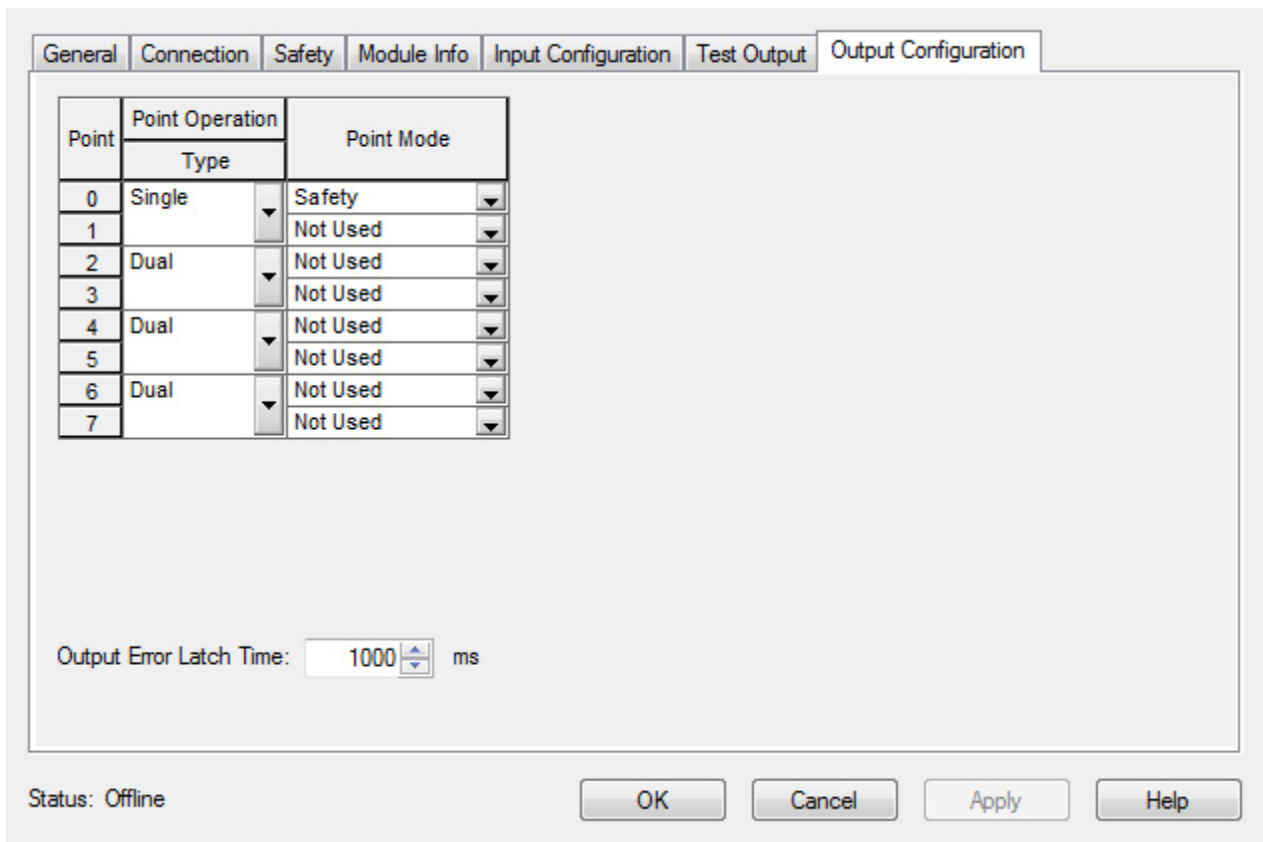 General Connection Safety Module Info Input Configuration Test Output Output Configuration
Point Point Operation Point Mode
Type
0 Single Safety
1 Not Used
2 Dual Not Used
3 Not Used
4 Dual Not Used
5 Not Used
6 Dual Not Used
7 Not Used
Output Error Latch Time: 1000 ms
Status: Offline OK Cancel Apply Help